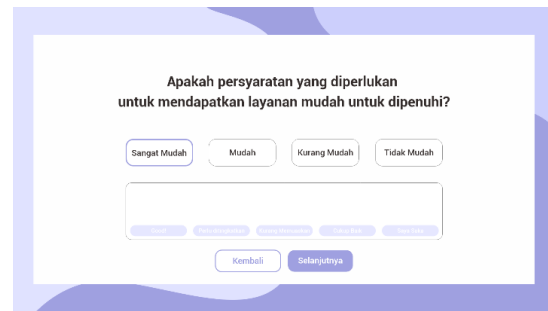 Apakah persyaratan yang diperlukan
untuk mendapatkan layanan mudah untuk dipenuhi?
Sangat Mudah Mudah Kurang Mudah Tidak Mudah
Kembali Selanjutnya